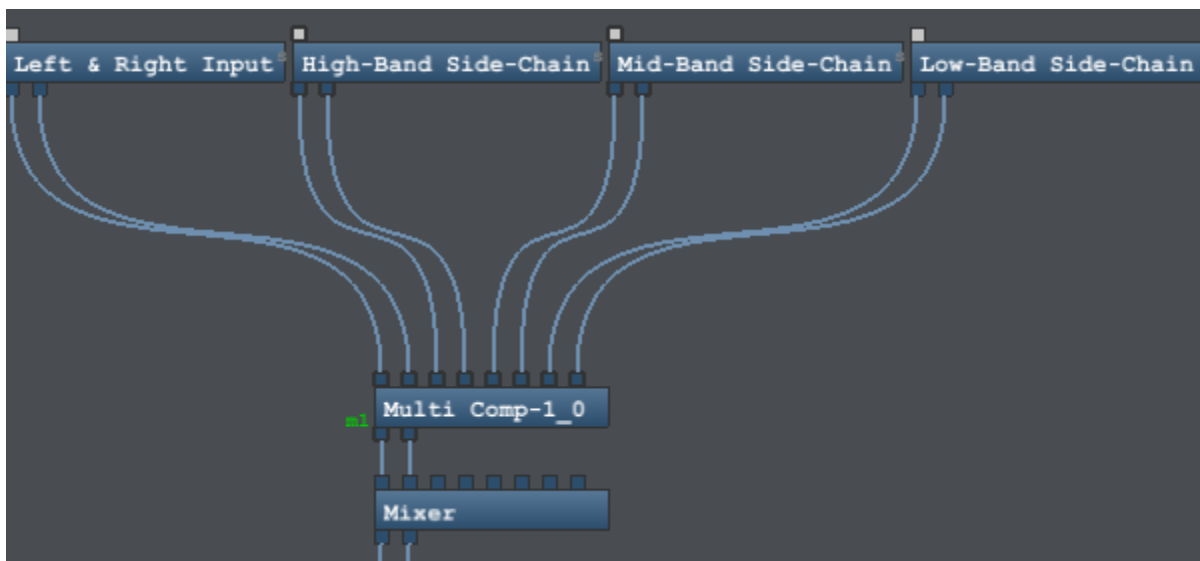 Left & Right Input s
High-Band Side-Chain s
Mid-Band Side-Chain s
Low-Band Side-Chain
m1
Multi Comp-1_0
Mixer